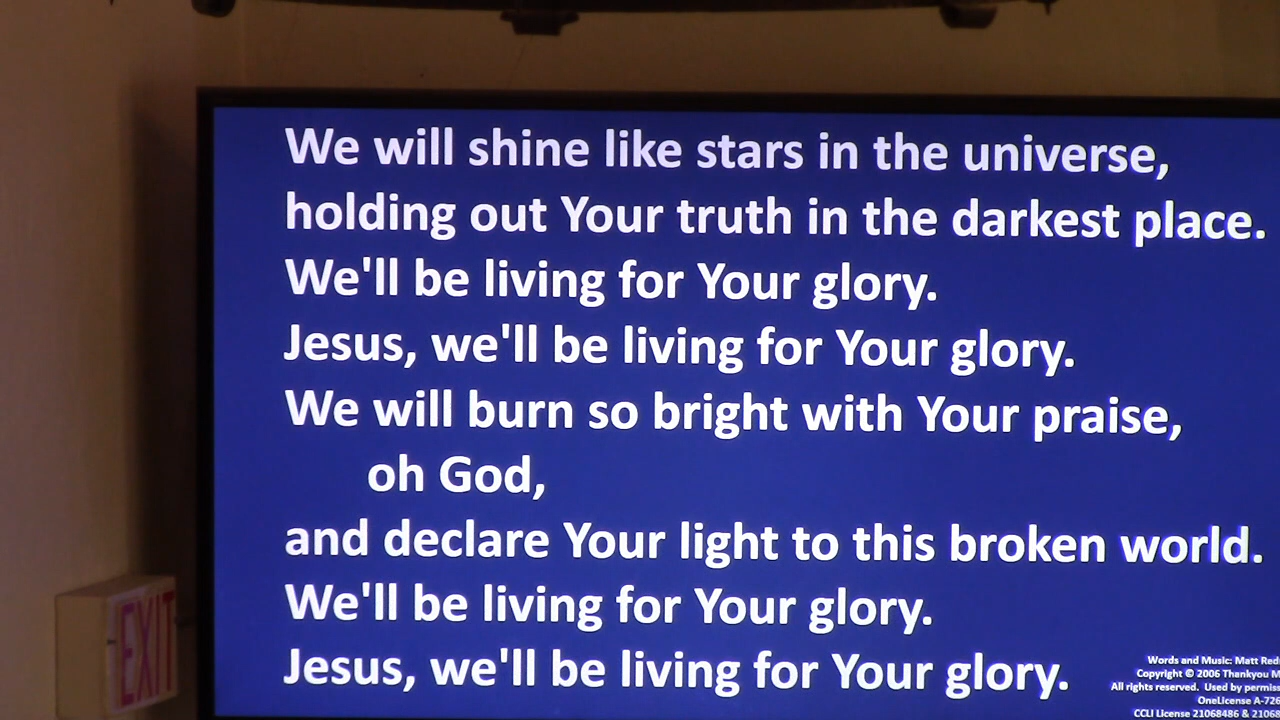 We will shine like stars in the universe,
holding out Your truth in the darkest place.
We'll be living for Your glory.
Jesus, we'll be living for Your glory.
We will burn so bright with Your praise,
oh God,
and declare Your light to this broken world.
We'll be living for Your glory.
Jesus, we'll be living for Your glory.
EXIT
Words and Music: Matt
Copyright © 2006 Thankyou
All rights reserved. Used by
OneLicense
CCLI License 21068486 &